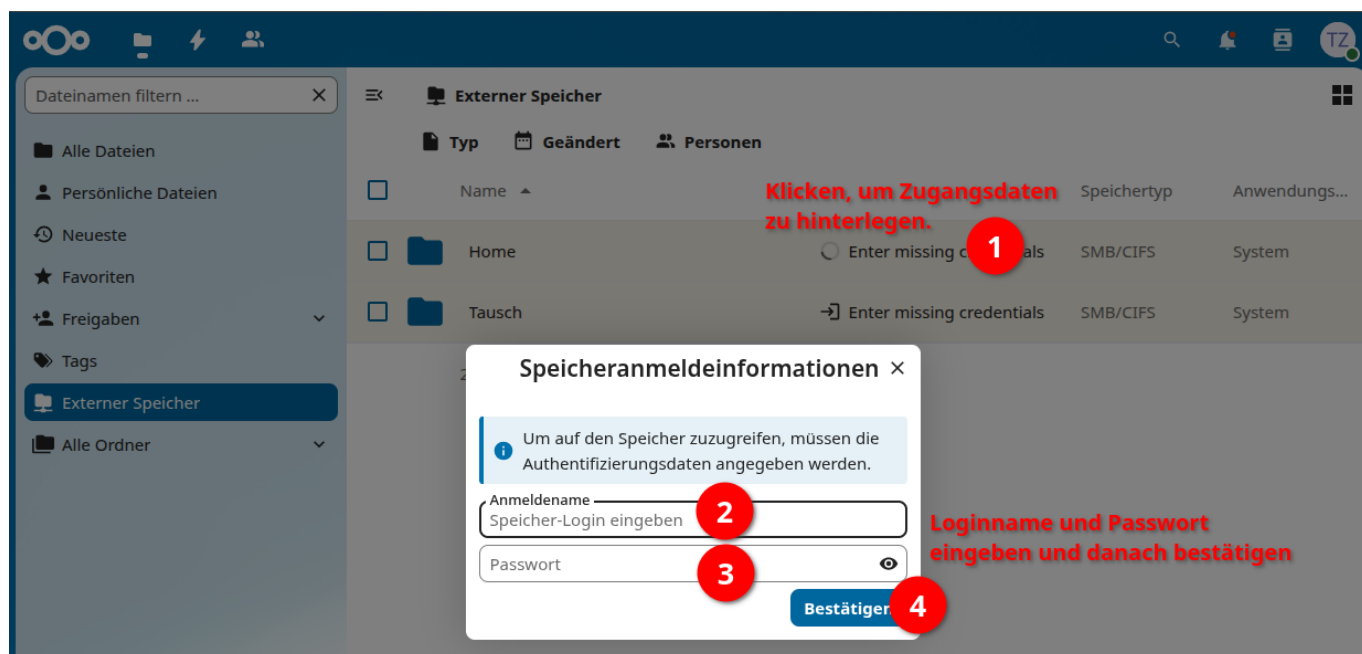 TZ
Dateinamen filtern ...
Externer Speicher
Alle Dateien
Typ
Geändert
Personen
Persönliche Dateien
Name
Klicken, um Zugangsdaten
zu hinterlegen.
Speichertyp
Anwendungs...
Neueste
1
Home
Enter missing
SMB/CIFS
System
Favoriten
Freigaben
Tausch
Enter missing credentials
SMB/CIFS
System
Tags
Speicheranmeldeinformationen
Externer Speicher
Alle Ordner
Um auf den Speicher zuzugreifen, müssen die
Authentifizierungsdaten angegeben werden.
Anmeldename
Speicher-Login eingeben
2
Loginname und Passwort
eingeben und danach bestätigen
Passwort
3
Bestätigen
4